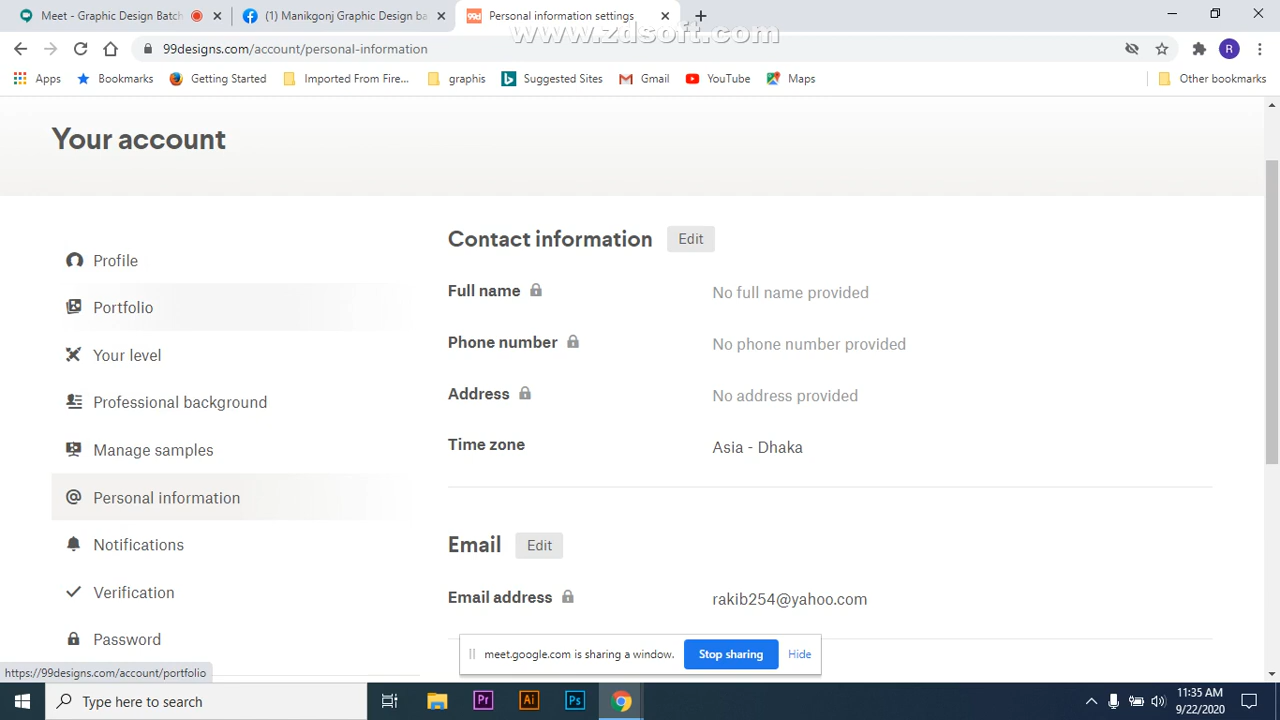 Meet - Graphic Design Batch
(1) Manikgonj Graphic Design ba
99d
Personal information settings
www.zdsoft.com
99designs.com/account/personal-information
R
Apps
Bookmarks
Getting Started
Imported From Fire...
graphis
Suggested Sites
Gmail
YouTube
Maps
Other bookmarks
Your account
Profile
Portfolio
Your level
Professional background
Manage samples
Personal information
Notifications
Verification
Password
Contact information
Edit
Full name
No full name provided
Phone number
No phone number provided
Address
No address provided
Time zone
Asia - Dhaka
Email
Edit
Email address
rakib254@yahoo.com
meet.google.com is sharing a window.
Stop sharing
Hide
https://99designs.com/account/portfolio
Type here to search
Pr
Ai
Ps
11:35 AM
9/22/2020